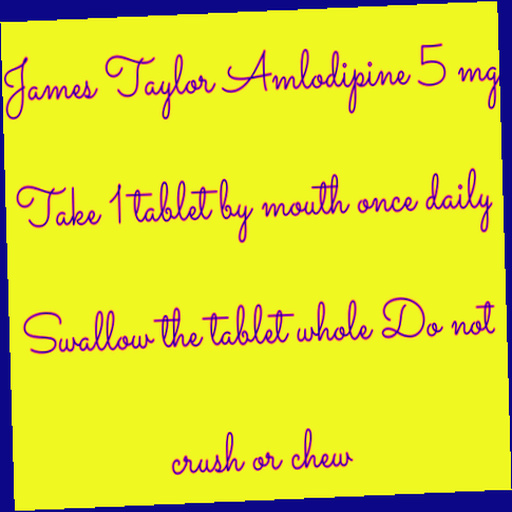 James Taylor Amlodipine 5 mg
Take 1 tablet by mouth once daily
Swallow the tablet whole Do not
crush or chew